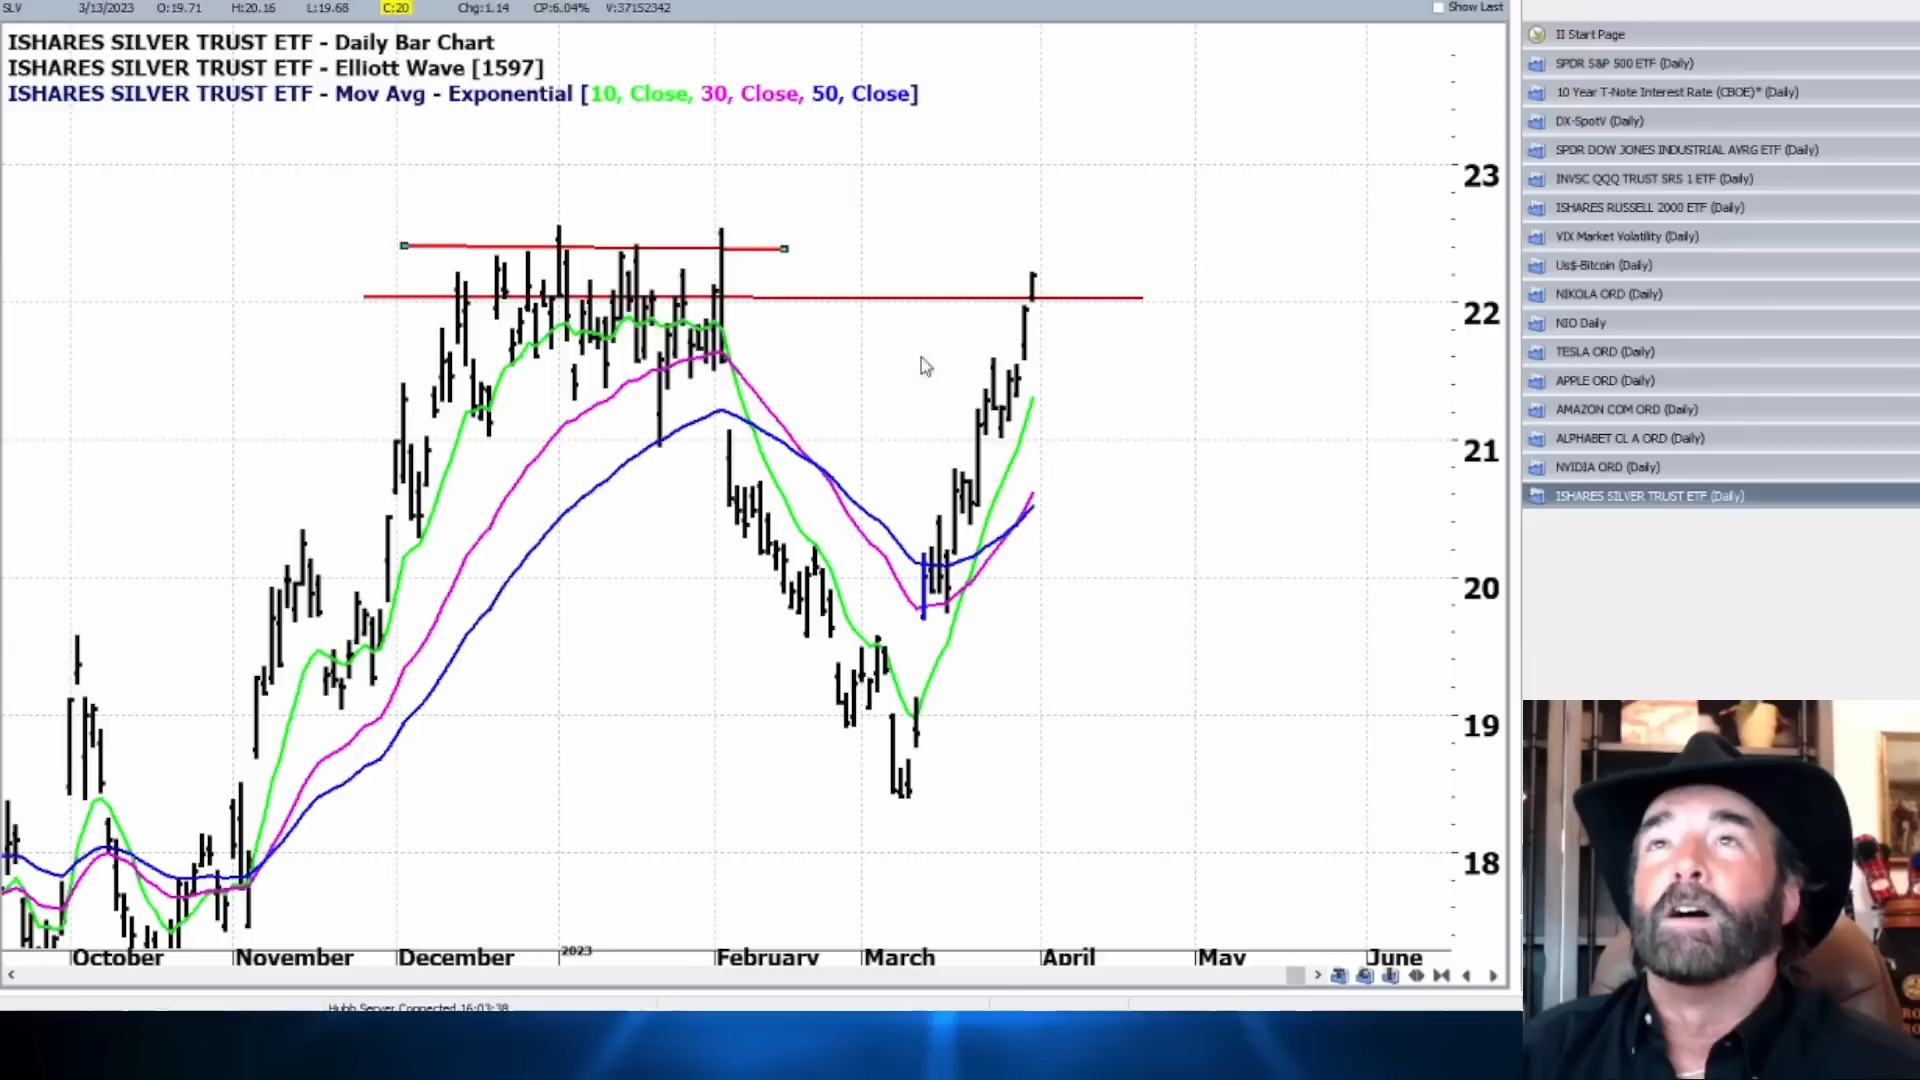 SLV 3/13/2023 O:19.71 H:20.16 L:19.68 C:20 Chg:1.14 CP:6.04% V:37152342 Show Last
ISHARES SILVER TRUST ETF - Daily Bar Chart
ISHARES SILVER TRUST ETF - Elliott Wave [1597]
ISHARES SILVER TRUST ETF - Mov Avg - Exponential [10, Close, 30, Close, 50, Close]
23
22
21
20
19
18
October November December 2023 February March April May June
Hubb Server Connected 16:03:38
II Start Page
SPDR S&P 500 ETF (Daily)
10 Year T-Note Interest Rate (CBOE)* (Daily)
DX-SpotV (Daily)
SPDR DOW JONES INDUSTRIAL AVRG ETF (Daily)
INVSC QQQ TRUST SRS 1 ETF (Daily)
ISHARES RUSSELL 2000 ETF (Daily)
VIX Market Volatility (Daily)
Us$-Bitcoin (Daily)
NIKOLA ORD (Daily)
NIO Daily
TESLA ORD (Daily)
APPLE ORD (Daily)
AMAZON COM ORD (Daily)
ALPHABET CL A ORD (Daily)
NVIDIA ORD (Daily)
ISHARES SILVER TRUST ETF (Daily)